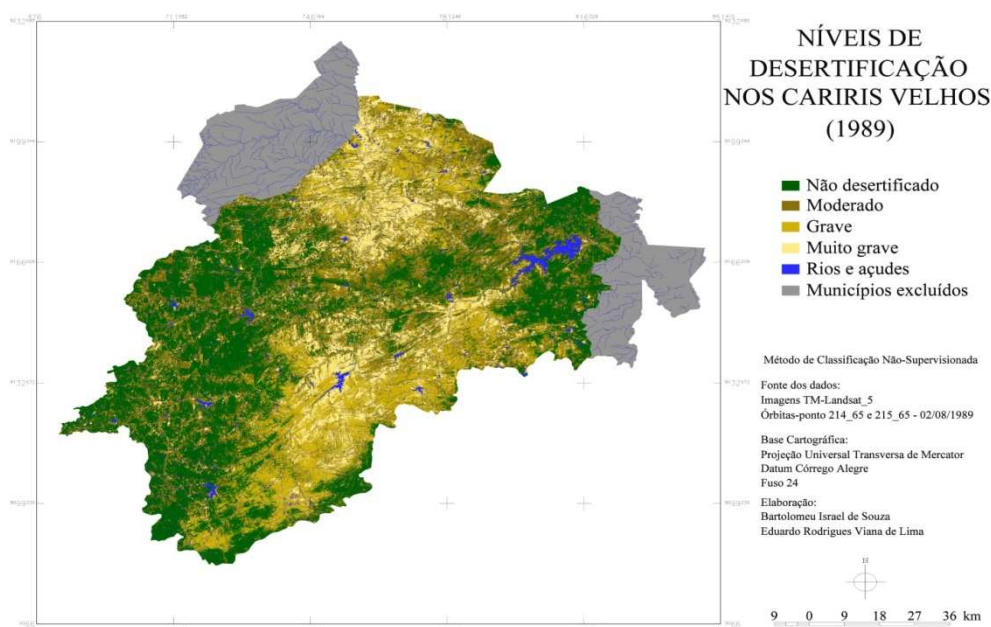 NÍVEIS DE
DESERTIFICAÇÃO
NOS CARIRIS VELHOS
(1989)
Não desertificado
Moderado
Grave
Muito grave
Rios e açudes
Municípios excluídos
Método de Classificação Não-Supervisionada
Fonte dos dados:
Imagens TM-Landsat_5
Órbitas-ponto 214_65 e 215_65 - 02/08/1989
Base Cartográfica:
Projeção Universal Transversa de Mercator
Datum Córrego Alegre
Fuso 24
Elaboração:
Bartolomeu Israel de Souza
Eduardo Rodrigues Viana de Lima
9 0 9 18 27 36 km